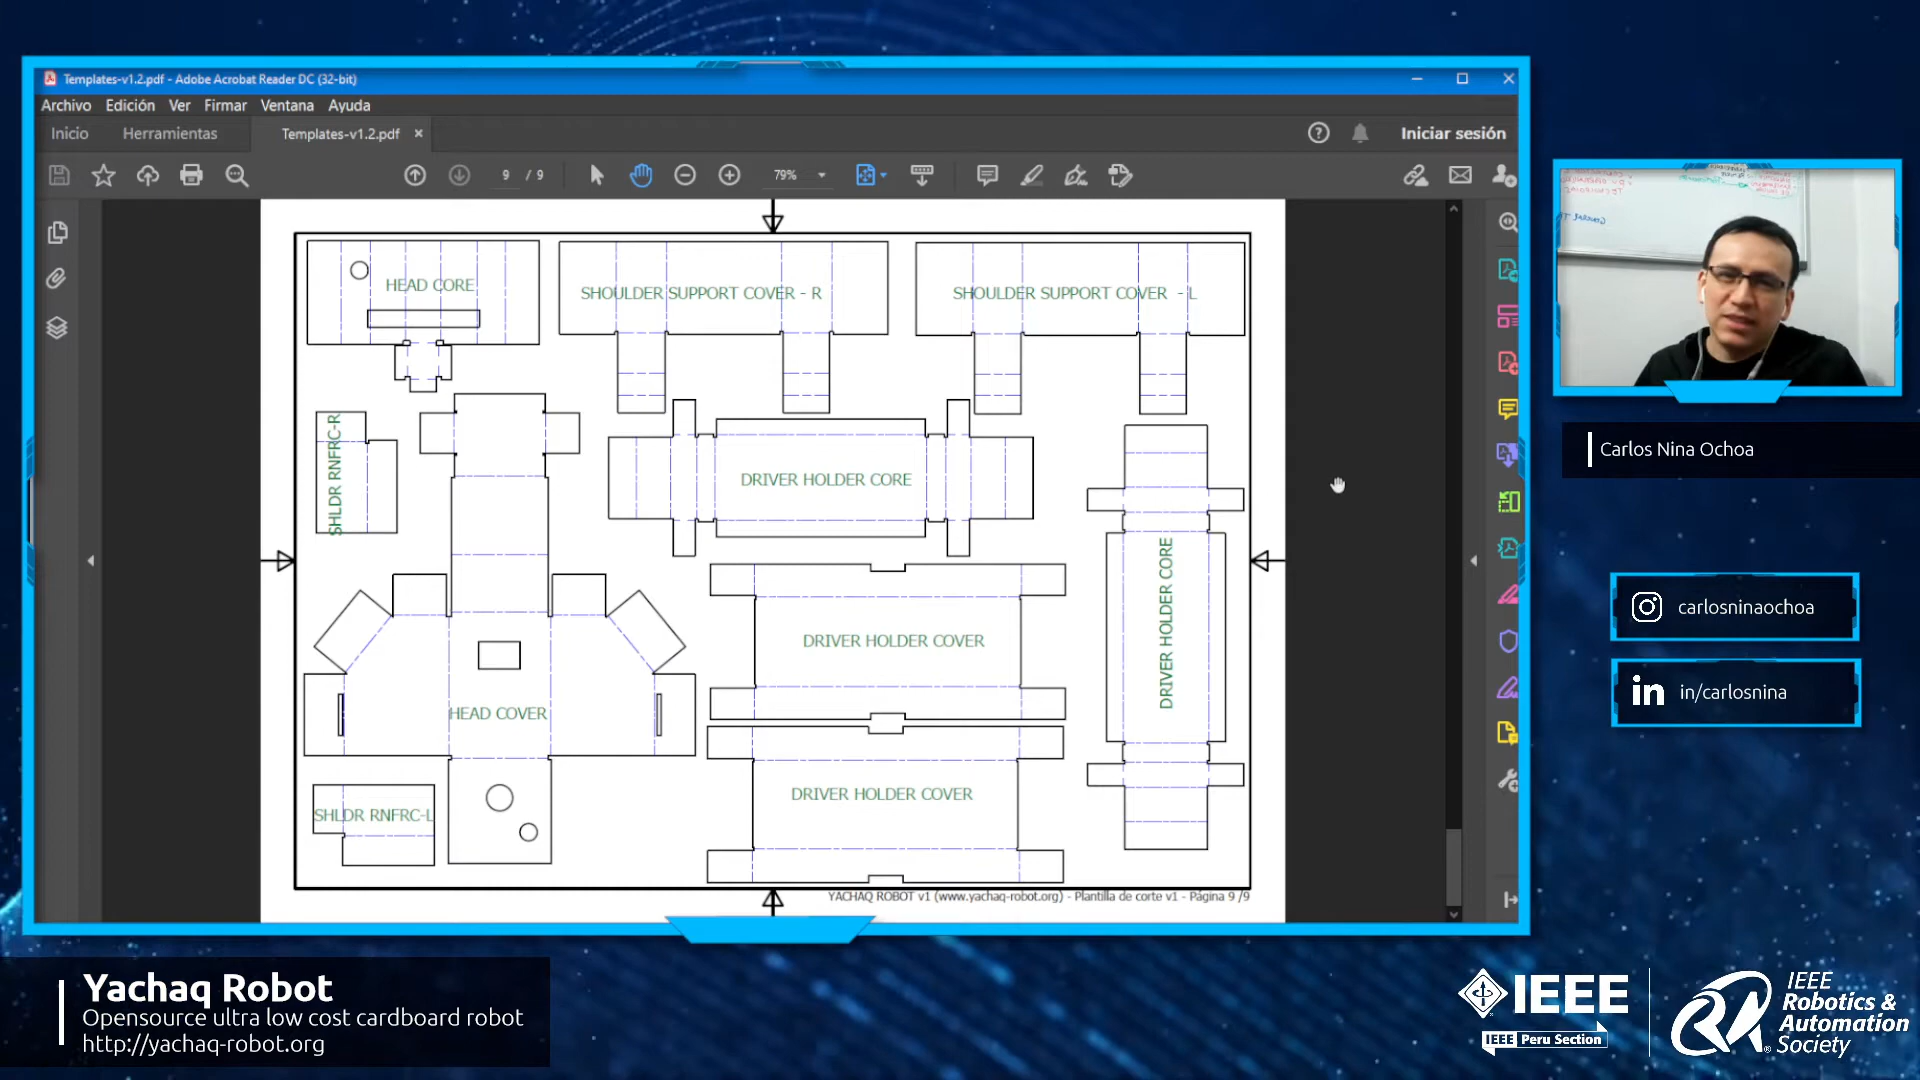 Templates-v1.2.pdf - Adobe Acrobat Reader DC (32-bit)
Archivo Edición Ver Firmar Ventana Ayuda
Inicio Herramientas Templates-v1.2.pdf × Iniciar sesión
9 / 9 79%
HEAD CORE
SHOULDER SUPPORT COVER - R
SHOULDER SUPPORT COVER - L
SHLDR RNFRC-R
DRIVER HOLDER CORE
DRIVER HOLDER CORE
DRIVER HOLDER COVER
HEAD COVER
DRIVER HOLDER COVER
SHLDR RNFRC-L
YACHAQ ROBOT v1 (www.yachaq-robot.org) - Plantilla de corte v1 - Página 9 /9
Carlos Nina Ochoa
carlosninaochoa
in/carlosnina
Yachaq Robot
Opensource ultra low cost cardboard robot
http://yachaq-robot.org
IEEE
IEEE Peru Section
IEEE
Robotics &
Automation
Society